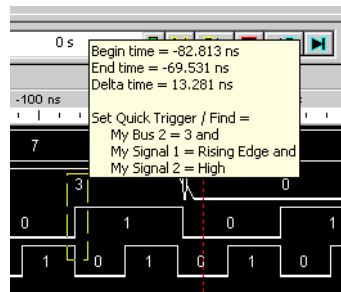 0 s
Begin time = -82.813 ns
End time = -69.531 ns
Delta time = 13.281 ns
Set Quick Trigger / Find =
My Bus 2 = 3 and
My Signal 1 = Rising Edge and
My Signal 2 = High
-100 ns
7
3 0
0 1 0 1
1 0 1 0 1 0